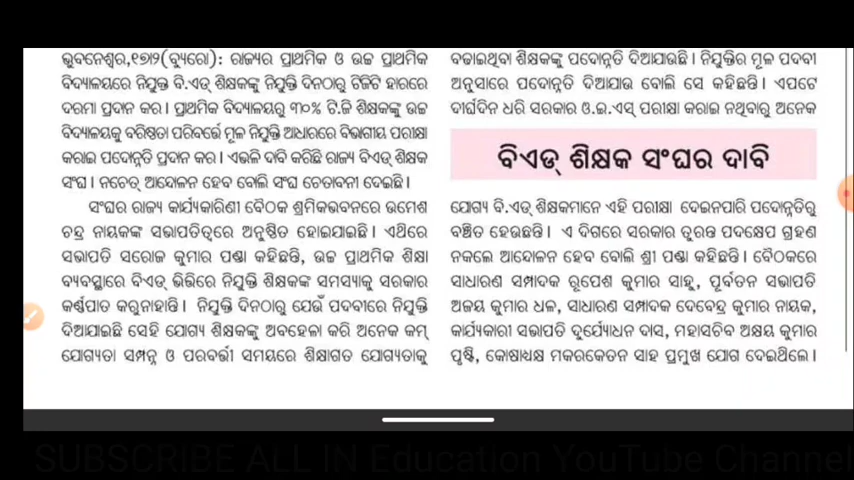 ଭୁବନେଶ୍ୱର,୧୭।୨(ବ୍ୟୁରୋ): ରାଜ୍ୟର ପ୍ରାଥମିକ ଓ ଉଚ୍ଚ ପ୍ରାଥମିକ
ବିଦ୍ୟାଳୟରେ ନିଯୁକ୍ତ ବି.ଏଡ୍ ଶିକ୍ଷକଙ୍କୁ ନିଯୁକ୍ତି ଦିନଠାରୁ ଟିଜିଟି ହାରରେ
ଦରମା ପ୍ରଦାନ କର । ପ୍ରାଥମିକ ବିଦ୍ୟାଳୟରୁ ୩୦% ଟି.ଜି ଶିକ୍ଷକଙ୍କୁ ଉଚ୍ଚ
ବିଦ୍ୟାଳୟକୁ ବରିଷ୍ଠତା ପରିବର୍ତ୍ତେ ମୂଳ ନିଯୁକ୍ତି ଆଧାରରେ ବିଭାଗୀୟ ପରୀକ୍ଷା
କରାଇ ପଦୋନ୍ନତି ପ୍ରଦାନ କର । ଏଭଳି ଦାବି କରିଛି ରାଜ୍ୟ ବିଏଡ୍ ଶିକ୍ଷକ
ସଂଘ । ନଚେତ୍ ଆନ୍ଦୋଳନ ହେବ ବୋଲି ସଂଘ ଚେତାବନୀ ଦେଇଛି ।
ସଂଘର ରାଜ୍ୟ କାର୍ଯ୍ୟକାରିଣୀ ବୈଠକ ଶ୍ରମିକଭବନରେ ଉମେଶ
ଚନ୍ଦ୍ର ନାୟକଙ୍କ ସଭାପତିତ୍ୱରେ ଅନୁଷ୍ଠିତ ହୋଇଯାଇଛି । ଏଥିରେ
ସଭାପତି ସରୋଜ କୁମାର ପଣ୍ଡା କହିଛନ୍ତି, ଉଚ୍ଚ ପ୍ରାଥମିକ ଶିକ୍ଷା
ବ୍ୟବସ୍ଥାରେ ବିଏଡ୍ ଭିତ୍ତିରେ ନିଯୁକ୍ତି ଶିକ୍ଷକଙ୍କ ସମସ୍ୟାକୁ ସରକାର
କର୍ଣ୍ଣପାତ କରୁନାହାନ୍ତି । ନିଯୁକ୍ତି ଦିନଠାରୁ ଯେଉଁ ପଦବୀରେ ନିଯୁକ୍ତି
ଦିଆଯାଇଛି ସେହି ଯୋଗ୍ୟ ଶିକ୍ଷକଙ୍କୁ ଅବହେଳା କରି ଅନେକ କମ୍
ଯୋଗ୍ୟତା ସମ୍ପନ୍ନ ଓ ପରବର୍ତ୍ତୀ ସମୟରେ ଶିକ୍ଷାଗତ ଯୋଗ୍ୟତାକୁ
ବଢାଇଥିବା ଶିକ୍ଷକଙ୍କୁ ପଦୋନ୍ନତି ଦିଆଯାଉଛି । ନିଯୁକ୍ତିର ମୂଳ ପଦବୀ
ଅନୁସାରେ ପଦୋନ୍ନତି ଦିଆଯାଉ ବୋଲି ସେ କହିଛନ୍ତି । ଏପଟେ
ଦୀର୍ଘଦିନ ଧରି ସରକାର ଓ.ଇ.ଏସ୍ ପରୀକ୍ଷା କରାଇ ନଥିବାରୁ ଅନେକ
ବିଏଡ୍ ଶିକ୍ଷକ ସଂଘର ଦାବି
ଯୋଗ୍ୟ ବି.ଏଡ୍ ଶିକ୍ଷକମାନେ ଏହି ପରୀକ୍ଷା ଦେଇନପାରି ପଦୋନ୍ନତିରୁ
ବଞ୍ଚିତ ହେଉଛନ୍ତି । ଏ ଦିଗରେ ସରକାର ତୁରନ୍ତ ପଦକ୍ଷେପ ଗ୍ରହଣ
ନକଲେ ଆନ୍ଦୋଳନ ହେବ ବୋଲି ଶ୍ରୀ ପଣ୍ଡା କହିଛନ୍ତି । ବୈଠକରେ
ସାଧାରଣ ସମ୍ପାଦକ ରୂପେଶ କୁମାର ସାହୁ, ପୂର୍ବତନ ସଭାପତି
ଅଜୟ କୁମାର ଧଳ, ସାଧାରଣ ସମ୍ପାଦକ ଦେବେନ୍ଦ୍ର କୁମାର ନାୟକ,
କାର୍ଯ୍ୟକାରୀ ସଭାପତି ଦୁର୍ଯ୍ୟୋଧନ ଦାସ, ମହାସଚିବ ଅକ୍ଷୟ କୁମାର
ପୃଷ୍ଟି, କୋଷାଧ୍ୟକ୍ଷ ମକରକେତନ ସାହୁ ପ୍ରମୁଖ ଯୋଗ ଦେଇଥିଲେ ।
SUBSCRIBE ALL IN Education YouTube Channel